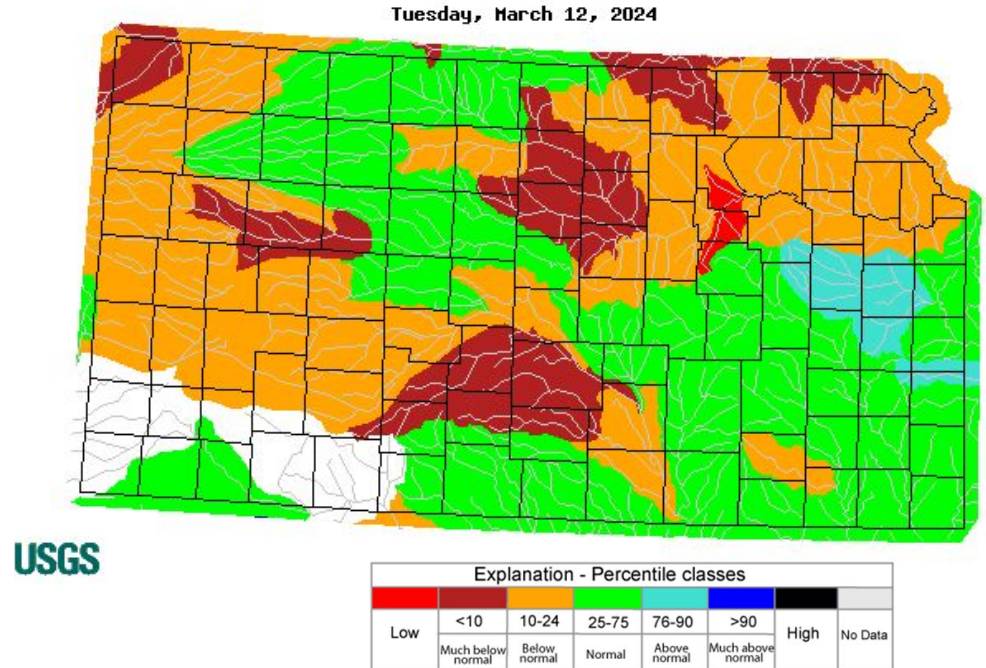 Tuesday, March 12, 2024
USGS
Explanation - Percentile classes
Low
<10
10-24
25-75
76-90
>90
High
No Data
Much below normal
Below normal
Normal
Above normal
Much above normal